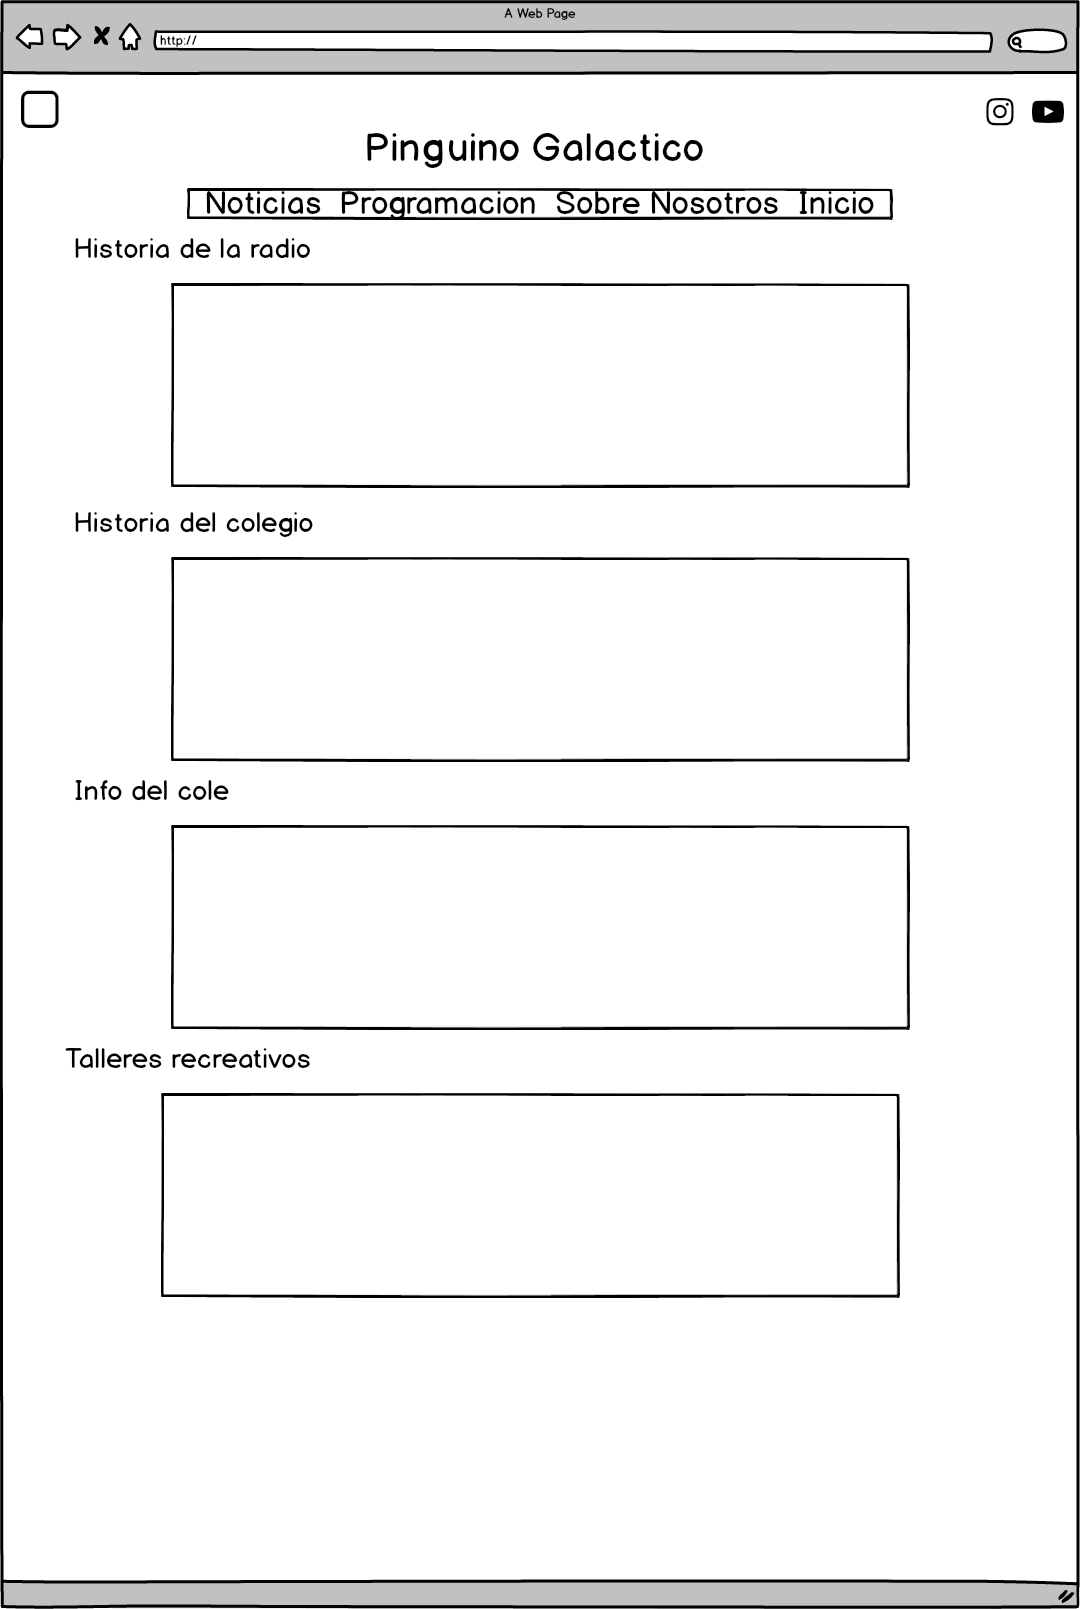 A Web Page
http://
Pinguino Galactico
Noticias Programacion Sobre Nosotros Inicio
Historia de la radio
Historia del colegio
Info del cole
Talleres recreativos